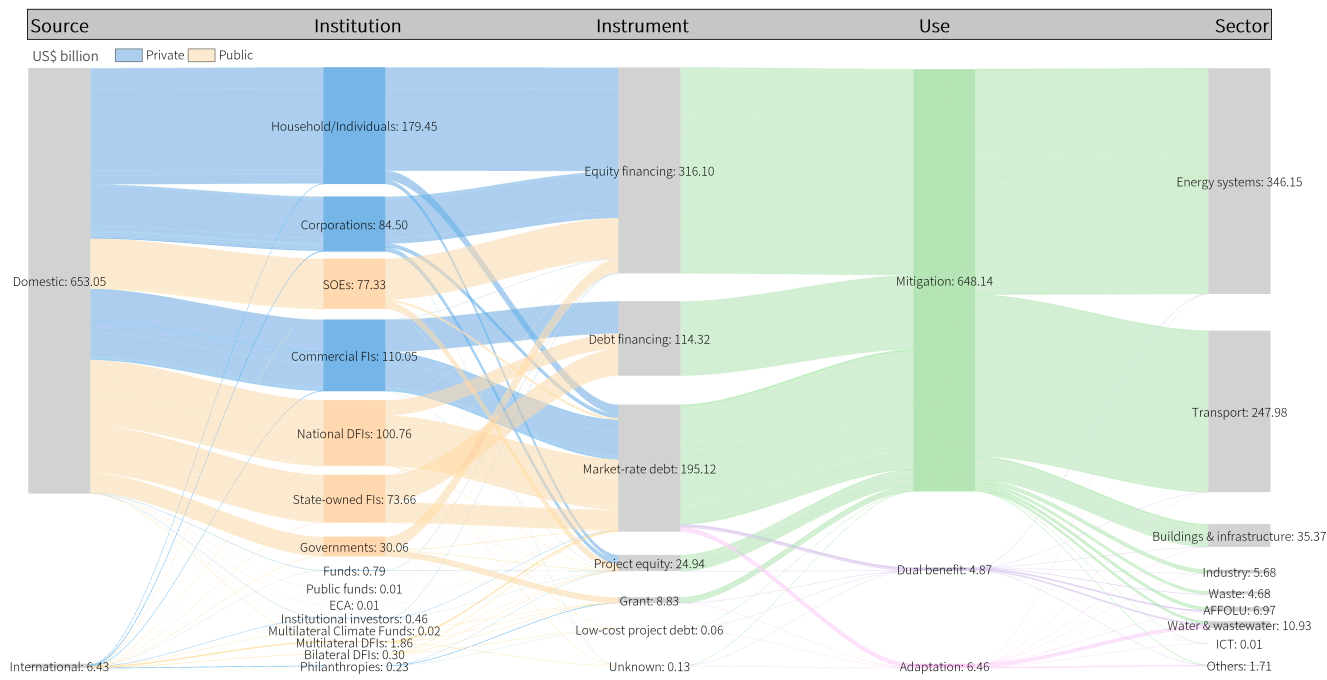 Source Institution Instrument Use Sector
US$ billion Private Public
Domestic: 653.05
International: 6.43
Household/Individuals: 179.45
Corporations: 84.50
SOEs: 77.33
Commercial FIs: 110.05
National DFIs: 100.76
State-owned FIs: 73.66
Governments: 30.06
Funds: 0.79
Public funds: 0.01
ECA: 0.01
Institutional investors: 0.46
Multilateral Climate Funds: 0.02
Multilateral DFIs: 1.86
Bilateral DFIs: 0.30
Philanthropies: 0.23
Equity financing: 316.10
Debt financing: 114.32
Market-rate debt: 195.12
Project equity: 24.94
Grant: 8.83
Low-cost project debt: 0.06
Unknown: 0.13
Mitigation: 648.14
Dual benefit: 4.87
Adaptation: 6.46
Energy systems: 346.15
Transport: 247.98
Buildings & infrastructure: 35.37
Industry: 5.68
Waste: 4.68
AFFOLU: 6.97
Water & wastewater: 10.93
ICT: 0.01
Others: 1.71